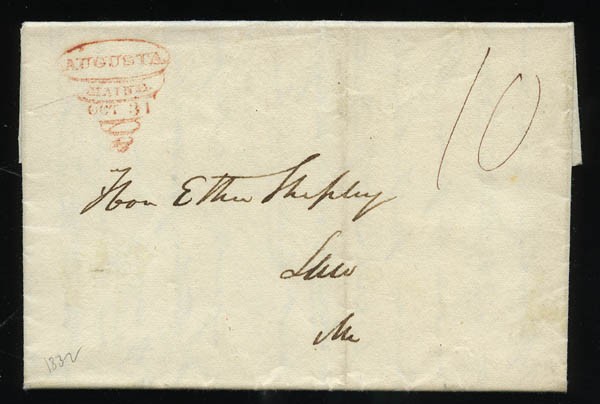 AUGUSTA
MAINE
OCT 31
10
Hon Ether Shepley
Saco
Me
1832